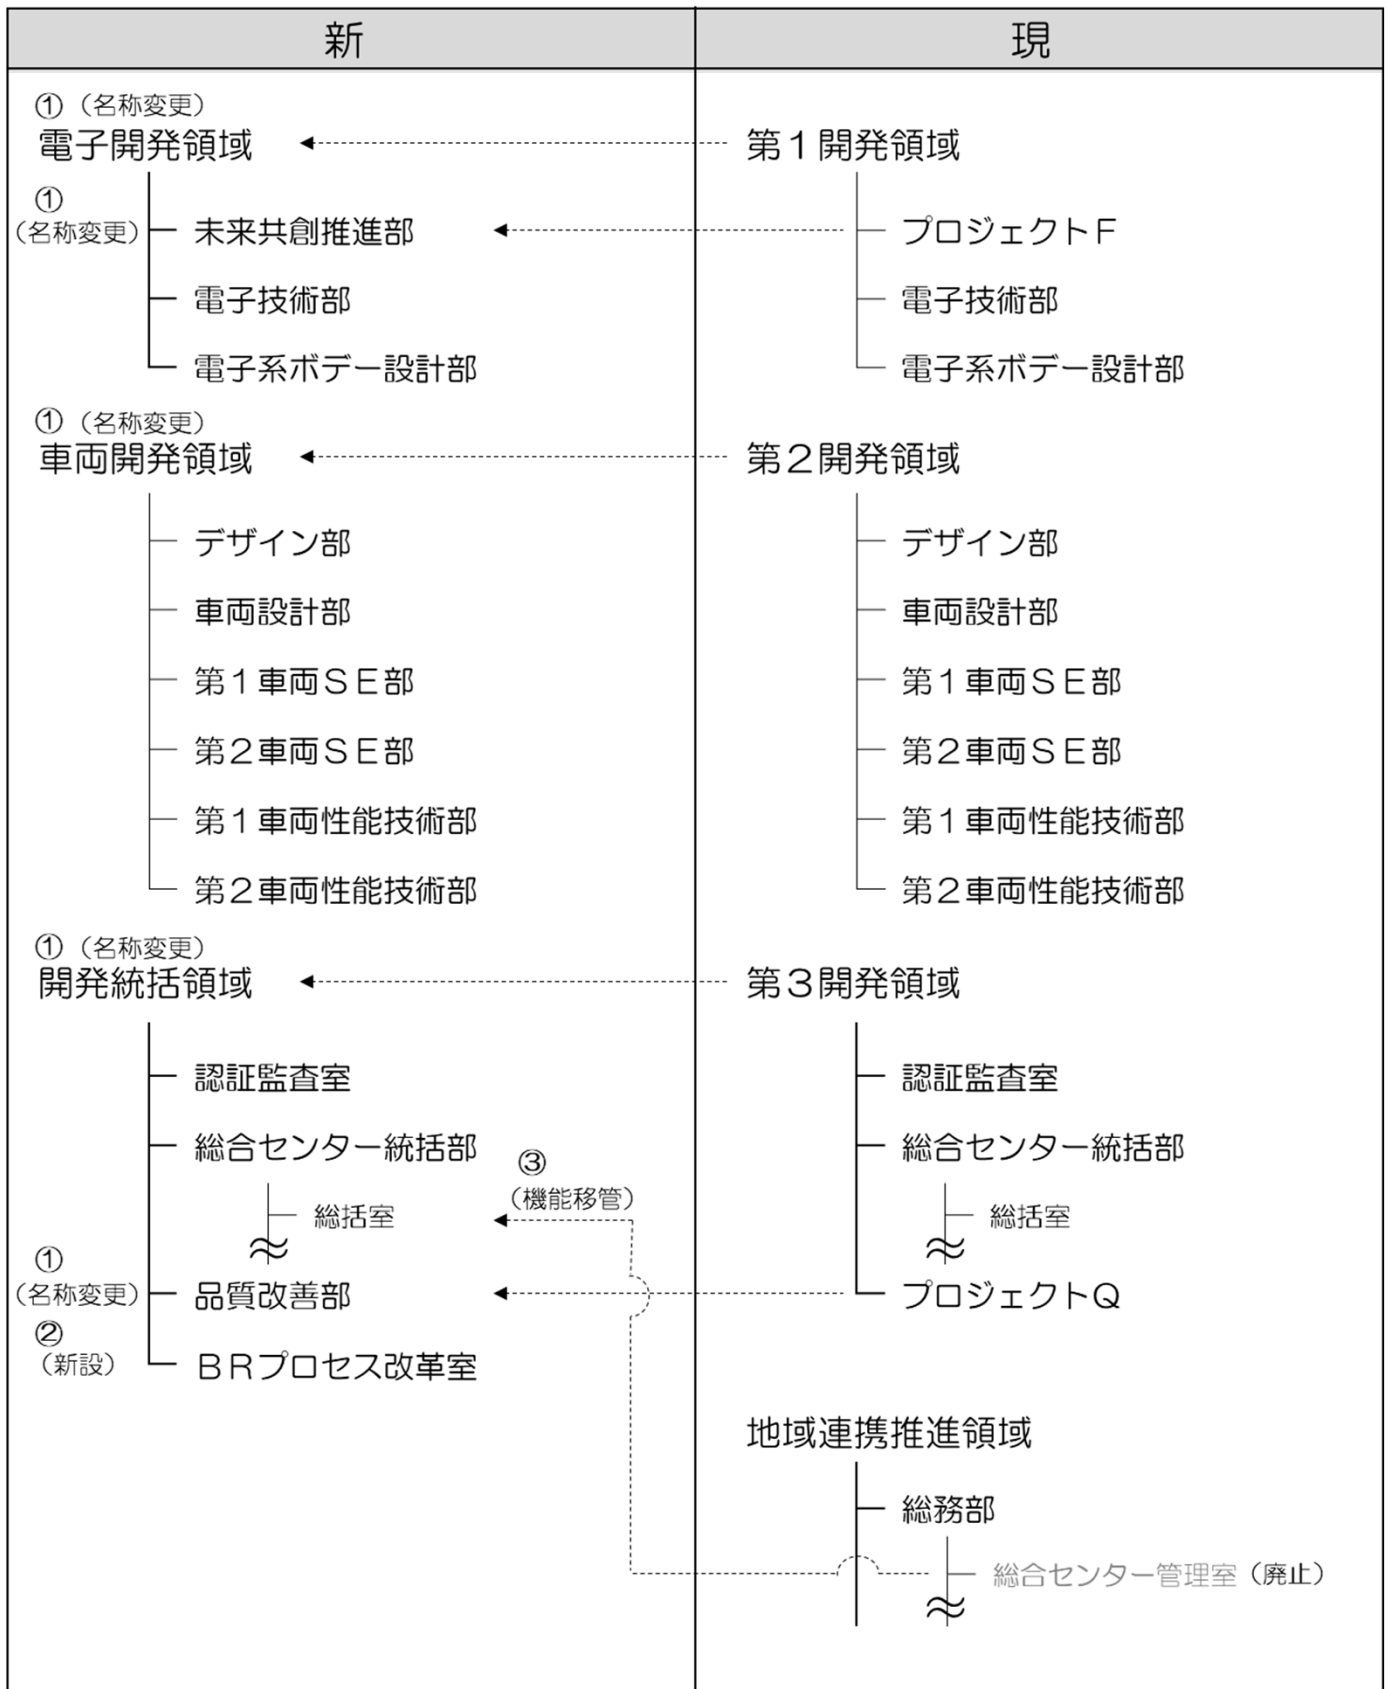 新
現
①（名称変更）
電子開発領域
①
（名称変更）
未来共創推進部
電子技術部
電子系ボデー設計部
①（名称変更）
車両開発領域
デザイン部
車両設計部
第１車両ＳＥ部
第２車両ＳＥ部
第１車両性能技術部
第２車両性能技術部
①（名称変更）
開発統括領域
認証監査室
総合センター統括部
③
（機能移管）
総括室
①
（名称変更）
品質改善部
②
（新設）
ＢＲプロセス改革室
第１開発領域
プロジェクトＦ
電子技術部
電子系ボデー設計部
第２開発領域
デザイン部
車両設計部
第１車両ＳＥ部
第２車両ＳＥ部
第１車両性能技術部
第２車両性能技術部
第３開発領域
認証監査室
総合センター統括部
総括室
プロジェクトＱ
地域連携推進領域
総務部
総合センター管理室（廃止）